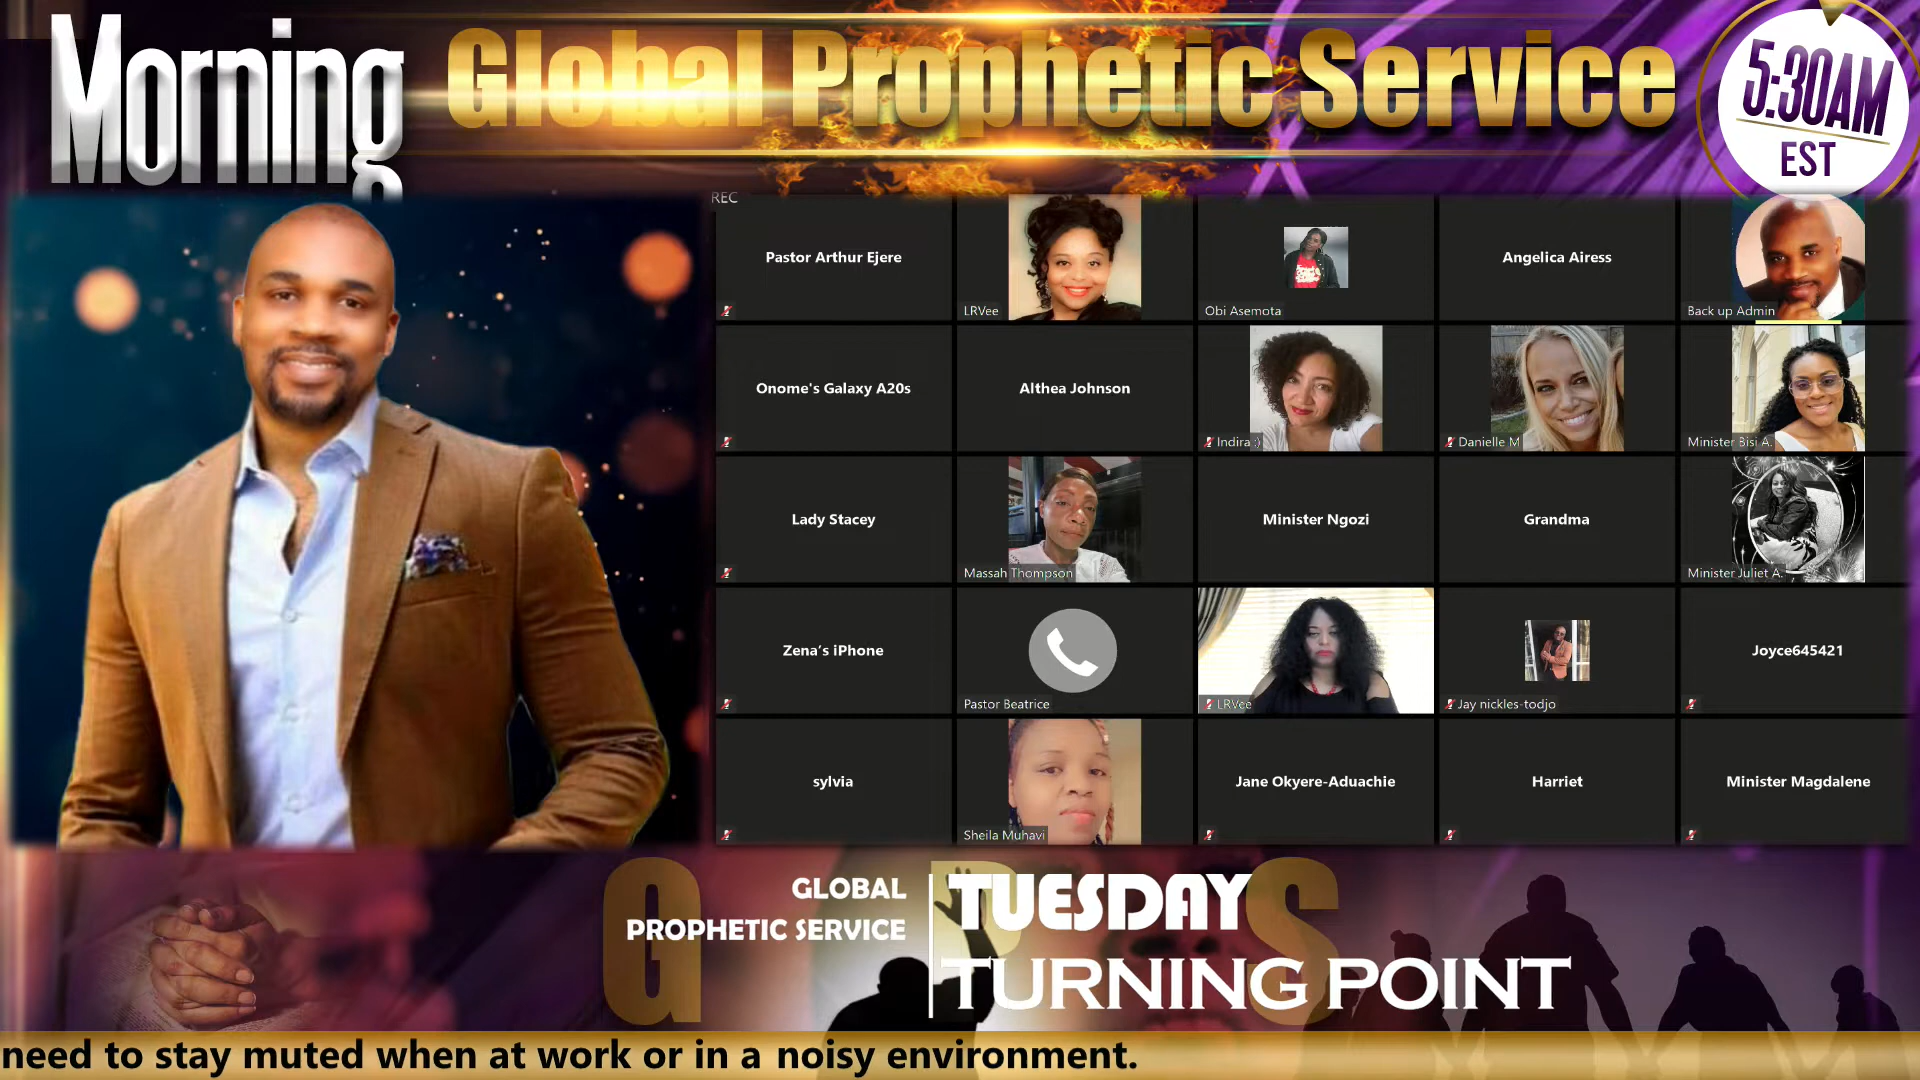 Morning
Global Prophetic Service
5:30AM
EST
REC
Pastor Arthur Ejere
LRVee
Obi Asemota
Angelica Airess
Back up Admin
Onome's Galaxy A20s
Althea Johnson
Indira :)
Danielle M
Minister Bisi A.
Lady Stacey
Massah Thompson
Minister Ngozi
Grandma
Minister Juliet A.
Zena's iPhone
Pastor Beatrice
LRVee
Jay nickles-todjo
Joyce645421
sylvia
Sheila Muhavi
Jane Okyere-Aduachie
Harriet
Minister Magdalene
GPS
GLOBAL
PROPHETIC SERVICE
TUESDAY
TURNING POINT
need to stay muted when at work or in a noisy environment.